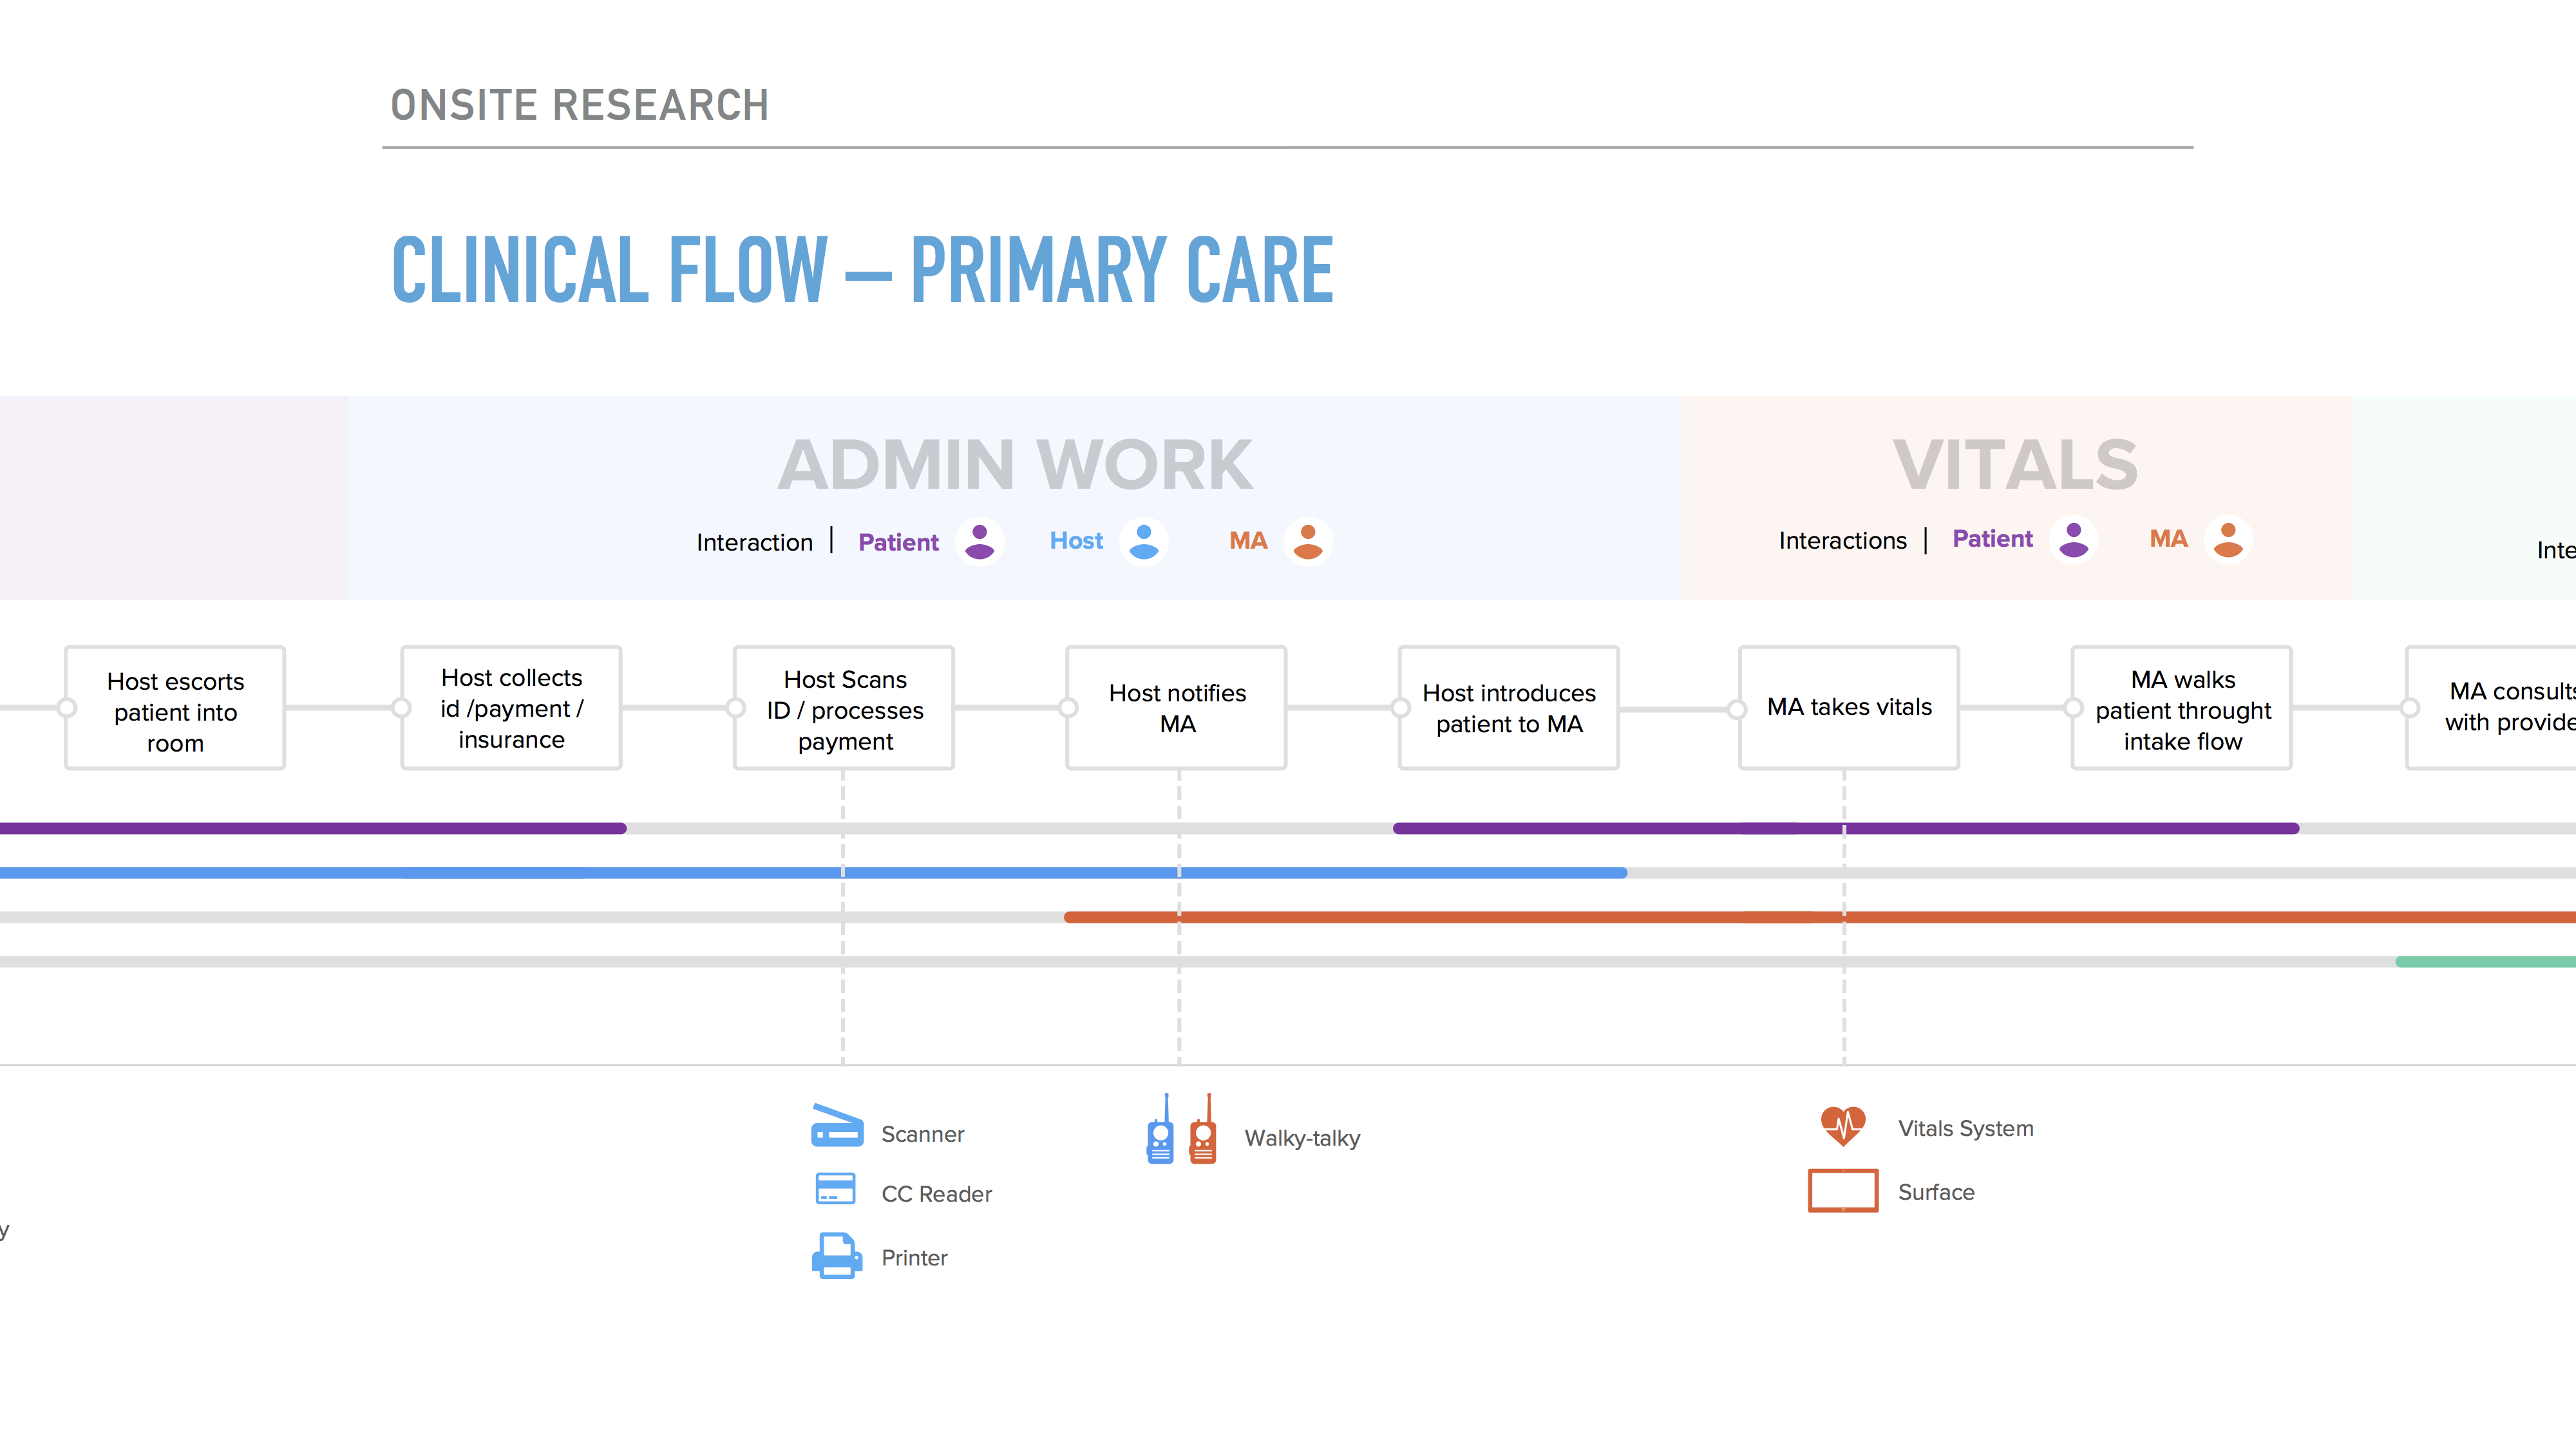 ONSITE RESEARCH
CLINICAL FLOW – PRIMARY CARE
ADMIN WORK
Interaction | Patient Host MA
VITALS
Interactions | Patient MA
Inte
Host escorts
patient into
room
Host collects
id /payment /
insurance
Host Scans
ID / processes
payment
Host notifies
MA
Host introduces
patient to MA
MA takes vitals
MA walks
patient throught
intake flow
MA consults
with provide
Scanner
CC Reader
Printer
Walky-talky
Vitals System
Surface
y